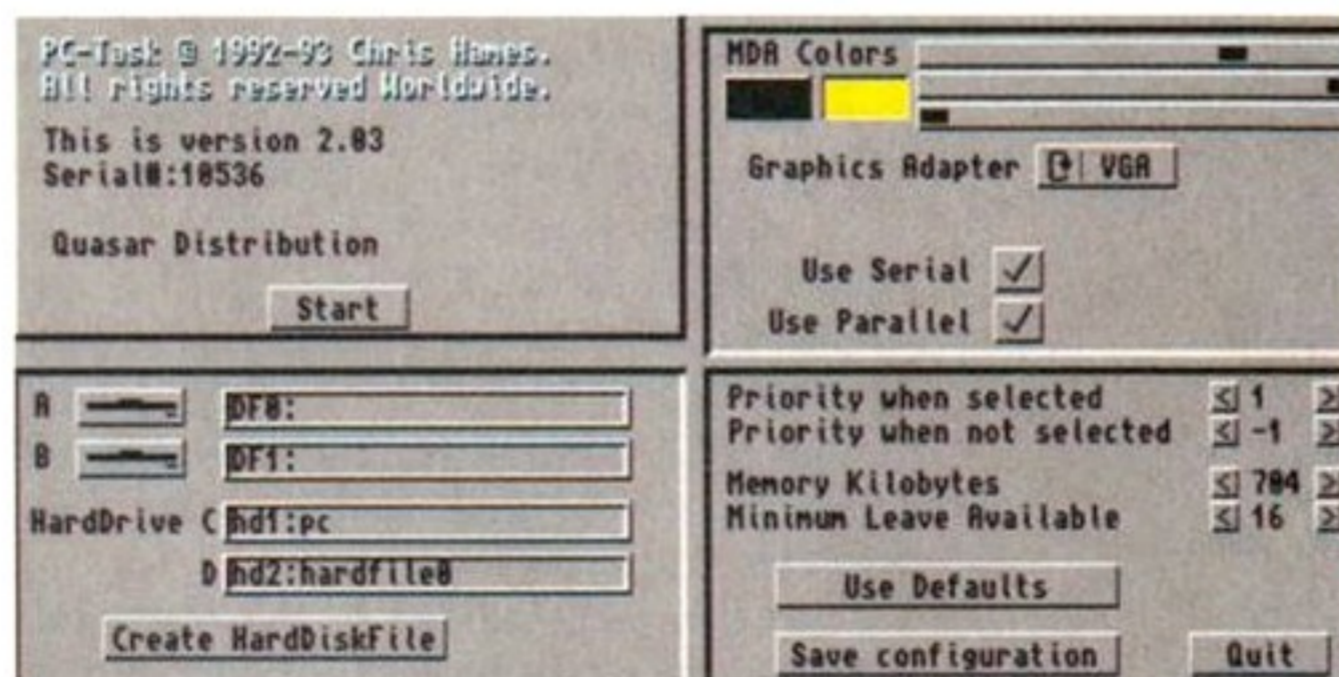 PC-Task © 1992-93 Chris Hames.
All rights reserved Worldwide.
This is version 2.03
Serial#:10536
Quasar Distribution
Start
MDA Colors
Graphics Adapter VGA
Use Serial
Use Parallel
A DF0:
B DF1:
HardDrive C hd1:pc
D hd2:hardfile0
Create HardDiskFile
Priority when selected < 1 >
Priority when not selected < -1 >
Memory Kilobytes < 704 >
Minimum Leave Available < 16 >
Use Defaults
Save configuration
Quit